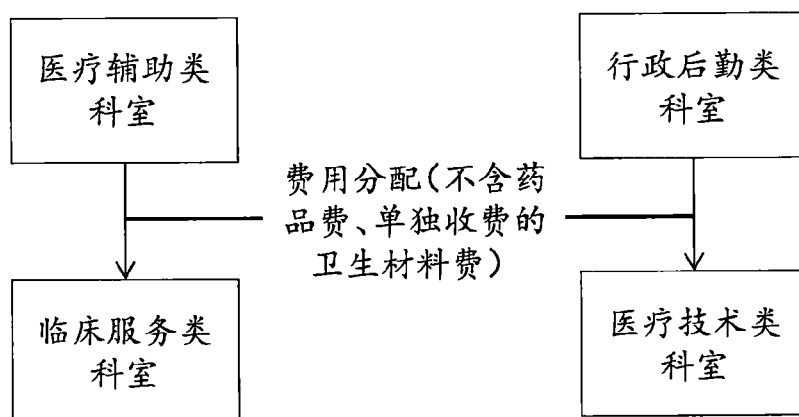 医疗辅助类
科室
行政后勤类
科室
费用分配(不含药
品费、单独收费的
卫生材料费)
临床服务类
科室
医疗技术类
科室